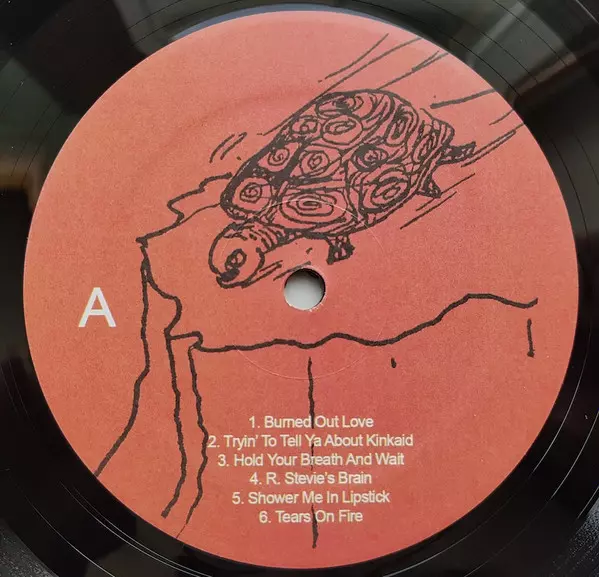 A
1. Burned Out Love
2. Tryin' To Tell Ya About Kinkaid
3. Hold Your Breath And Wait
4. R. Stevie's Brain
5. Shower Me In Lipstick
6. Tears On Fire